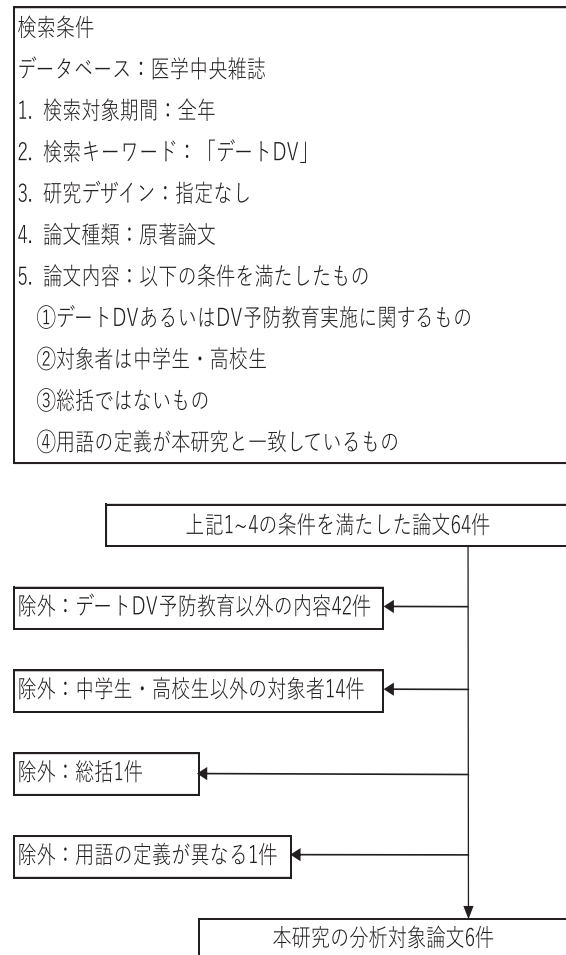 検索条件
データベース：医学中央雑誌
1. 検索対象期間：全年
2. 検索キーワード：「デートDV」
3. 研究デザイン：指定なし
4. 論文種類：原著論文
5. 論文内容：以下の条件を満たしたもの
①デートDVあるいはDV予防教育実施に関するもの
②対象者は中学生・高校生
③総括ではないもの
④用語の定義が本研究と一致しているもの
上記1~4の条件を満たした論文64件
除外：デートDV予防教育以外の内容42件
除外：中学生・高校生以外の対象者14件
除外：総括1件
除外：用語の定義が異なる1件
本研究の分析対象論文6件